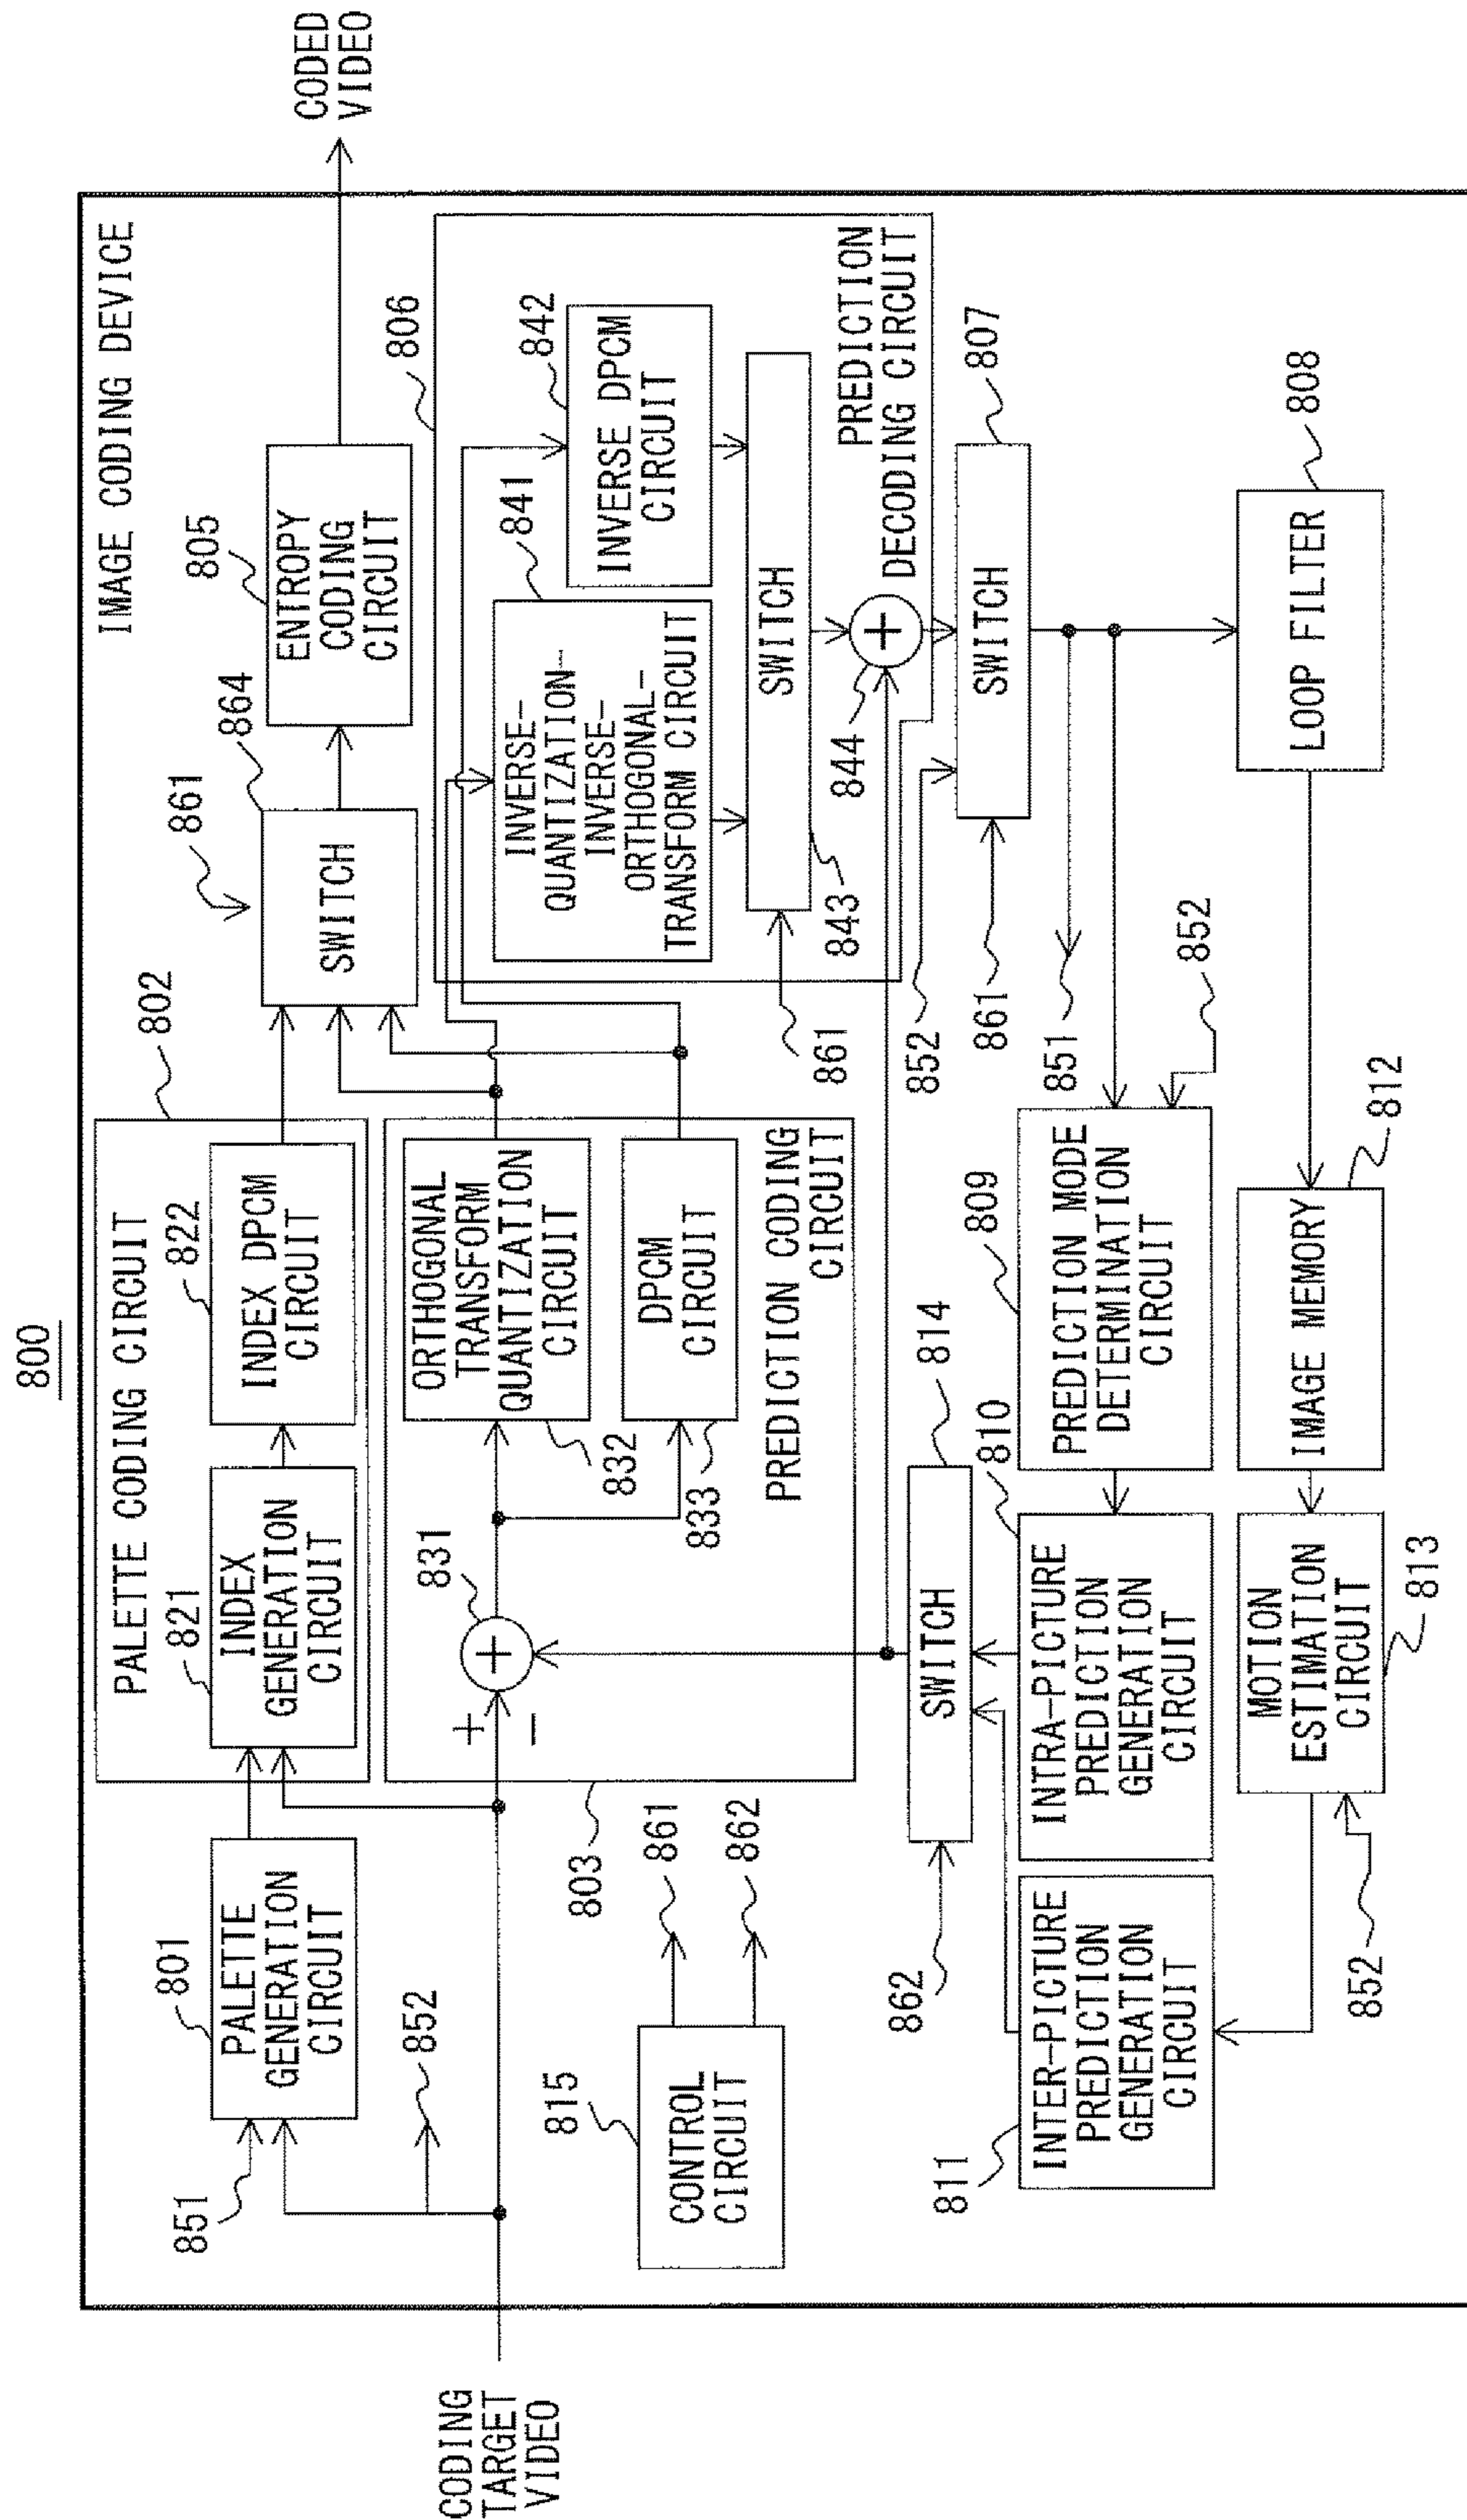 800
IMAGE CODING DEVICE
CODING
TARGET
VIDEO
CODED
VIDEO
851
801
PALETTE
GENERATION
CIRCUIT
852
PALETTE CODING CIRCUIT
802
821
INDEX
GENERATION
CIRCUIT
822
INDEX DPCM
CIRCUIT
861
864
SWITCH
805
ENTROPY
CODING
CIRCUIT
803
+
−
+
831
ORTHOGONAL
TRANSFORM
QUANTIZATION
CIRCUIT
832
DPCM
CIRCUIT
833
PREDICTION CODING
CIRCUIT
806
841
INVERSE-
QUANTIZATION-
INVERSE-
ORTHOGONAL-
TRANSFORM CIRCUIT
842
INVERSE DPCM
CIRCUIT
SWITCH
861
843
844
+
PREDICTION
DECODING CIRCUIT
815
CONTROL
CIRCUIT
861
862
862
SWITCH
814
852
861
SWITCH
807
851
811
INTER-PICTURE
PREDICTION
GENERATION
CIRCUIT
810
INTRA-PICTURE
PREDICTION
GENERATION
CIRCUIT
809
PREDICTION MODE
DETERMINATION
CIRCUIT
852
852
MOTION
ESTIMATION
CIRCUIT
813
IMAGE MEMORY
812
LOOP FILTER
808